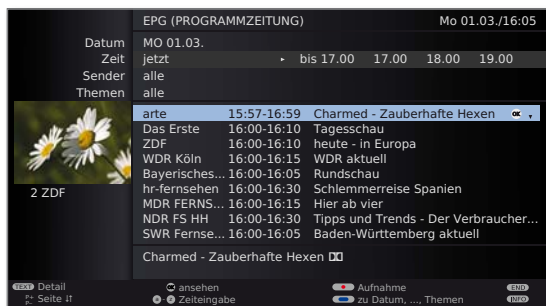 EPG (PROGRAMMZEITUNG) Mo 01.03./16:05
Datum MO 01.03.
Zeit jetzt ▸ bis 17.00 17.00 18.00 19.00
Sender alle
Themen alle
arte 15:57-16:59 Charmed - Zauberhafte Hexen OK
Das Erste 16:00-16:10 Tagesschau
ZDF 16:00-16:10 heute - in Europa
WDR Köln 16:00-16:15 WDR aktuell
Bayerisches... 16:00-16:05 Rundschau
hr-fernsehen 16:00-16:30 Schlemmerreise Spanien
MDR FERNS... 16:00-16:15 Hier ab vier
NDR FS HH 16:00-16:30 Tipps und Trends - Der Verbraucher...
SWR Fernse... 16:00-16:05 Baden-Württemberg aktuell
2 ZDF
Charmed - Zauberhafte Hexen
TEXT Detail OK ansehen Aufnahme END
P+ P- Seite ↓↑ 0-9 Zeiteingabe zu Datum, ..., Themen INFO